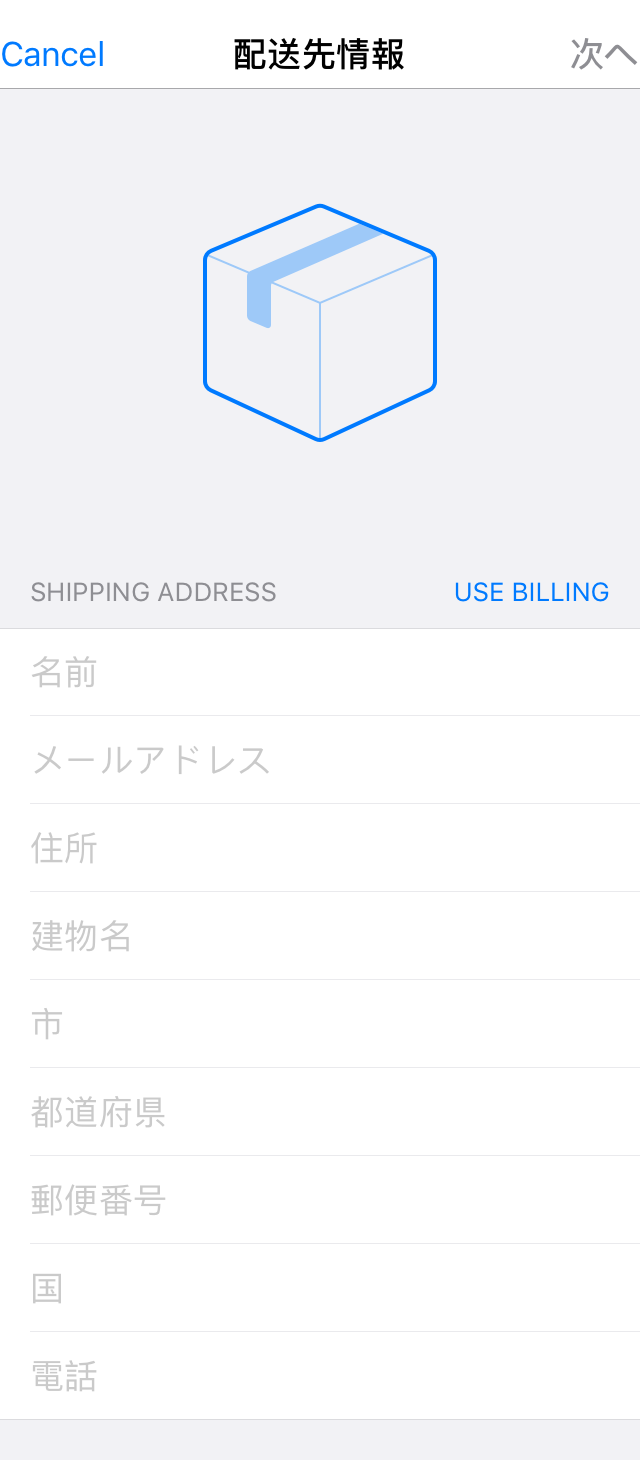 Cancel 配送先情報 次へ
SHIPPING ADDRESS USE BILLING
名前
メールアドレス
住所
建物名
市
都道府県
郵便番号
国
電話